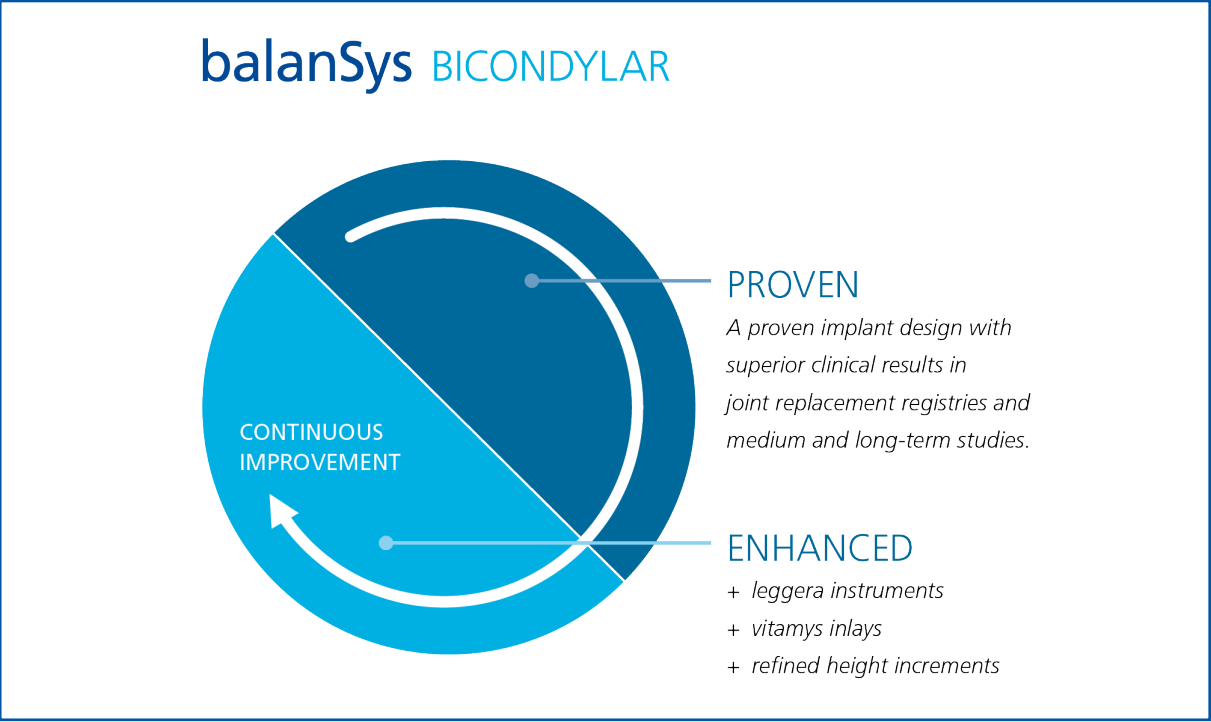 balanSys BICONDYLAR
PROVEN
A proven implant design with
superior clinical results in
joint replacement registries and
medium and long-term studies.
CONTINUOUS
IMPROVEMENT
ENHANCED
+ leggera instruments
+ vitamys inlays
+ refined height increments